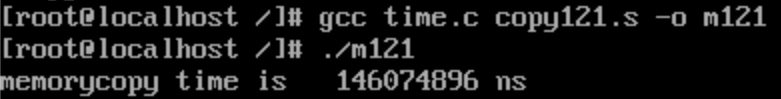 [root@localhost /]# gcc time.c copy121.s -o m121
[root@localhost /]# ./m121
memorycopy time is   146074896 ns